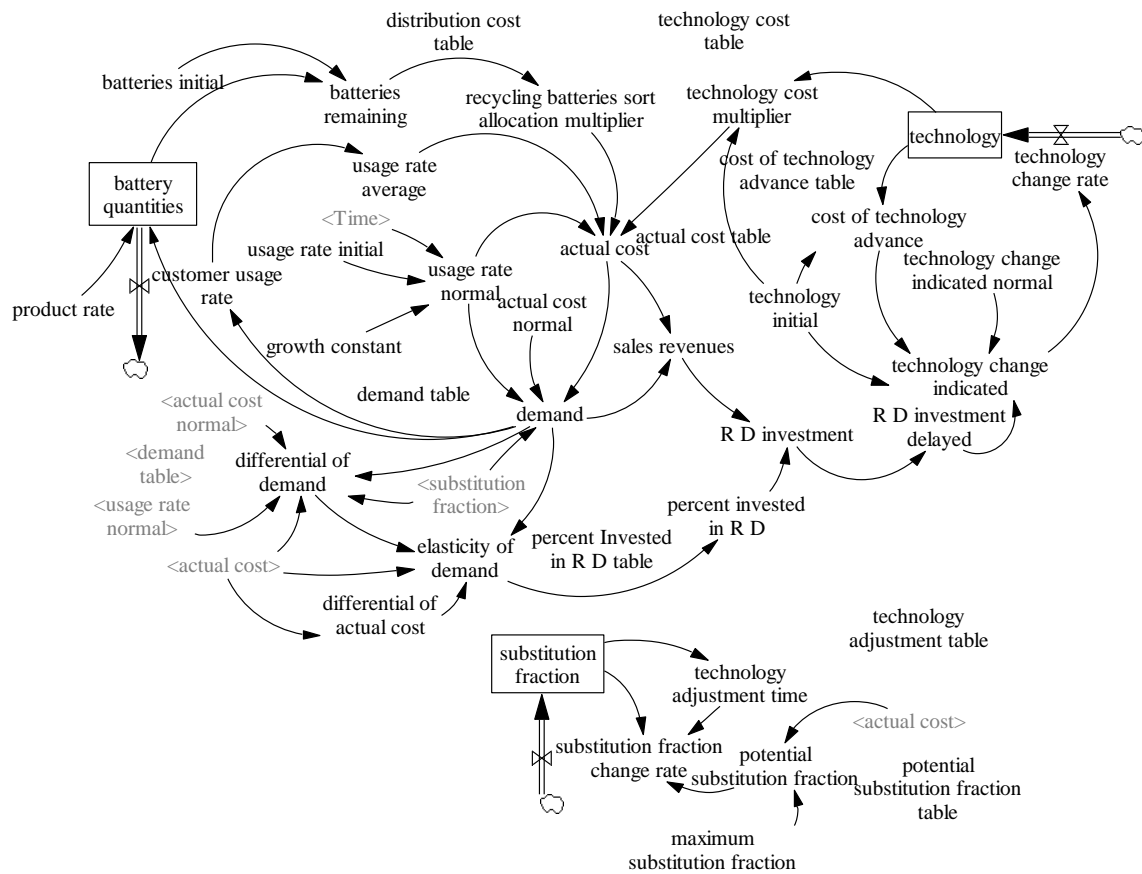 distribution cost
table
technology cost
table
batteries initial
batteries
remaining
recycling batteries sort
allocation multiplier
technology cost
multiplier
technology
technology
change rate
battery
quantities
usage rate
average
cost of technology
advance table
<Time>
usage rate initial
actual cost
actual cost table
cost of technology
advance
customer usage
rate
usage rate
normal
technology change
indicated normal
product rate
actual cost
normal
technology
initial
growth constant
sales revenues
technology change
indicated
demand table
<actual cost
normal>
demand
R D investment
R D investment
delayed
<demand
table>
differential of
demand
<substitution
fraction>
<usage rate
normal>
percent invested
in R D
elasticity of
demand
percent Invested
in R D table
<actual cost>
differential of
actual cost
technology
adjustment table
substitution
fraction
technology
adjustment time
<actual cost>
substitution fraction
change rate
potential
substitution fraction
potential
substitution fraction
table
maximum
substitution fraction